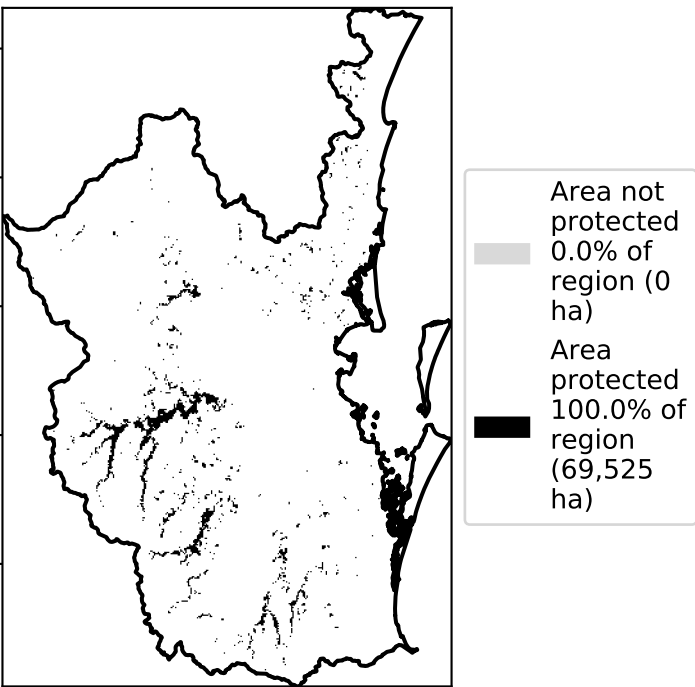 Area not
protected
0.0% of
region (0
ha)
Area
protected
100.0% of
region
(69,525
ha)